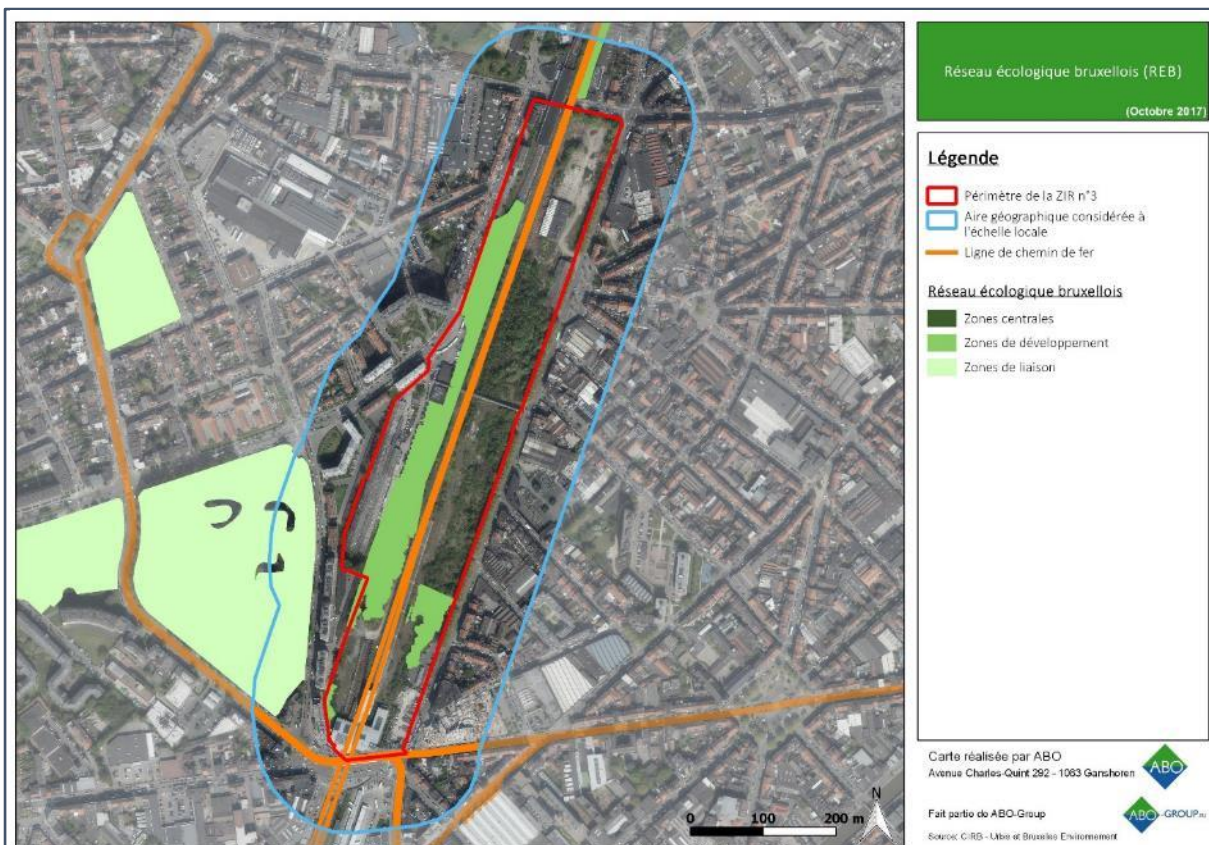 Réseau écologique bruxellois (REB)
(Octobre 2017)
Légende
Périmètre de la ZIR n°3
Aire géographique considérée à
l'échelle locale
Ligne de chemin de fer
Réseau écologique bruxellois
Zones centrales
Zones de développement
Zones de liaison
Carte réalisée par ABO
Avenue Charles-Quint 292 - 1083 Ganshoren
ABO
Fait partie de ABO-Group
ABO-GROUP
Source: CIRB - Urbis et Bruxelles Environnement
N
0 100 200 m